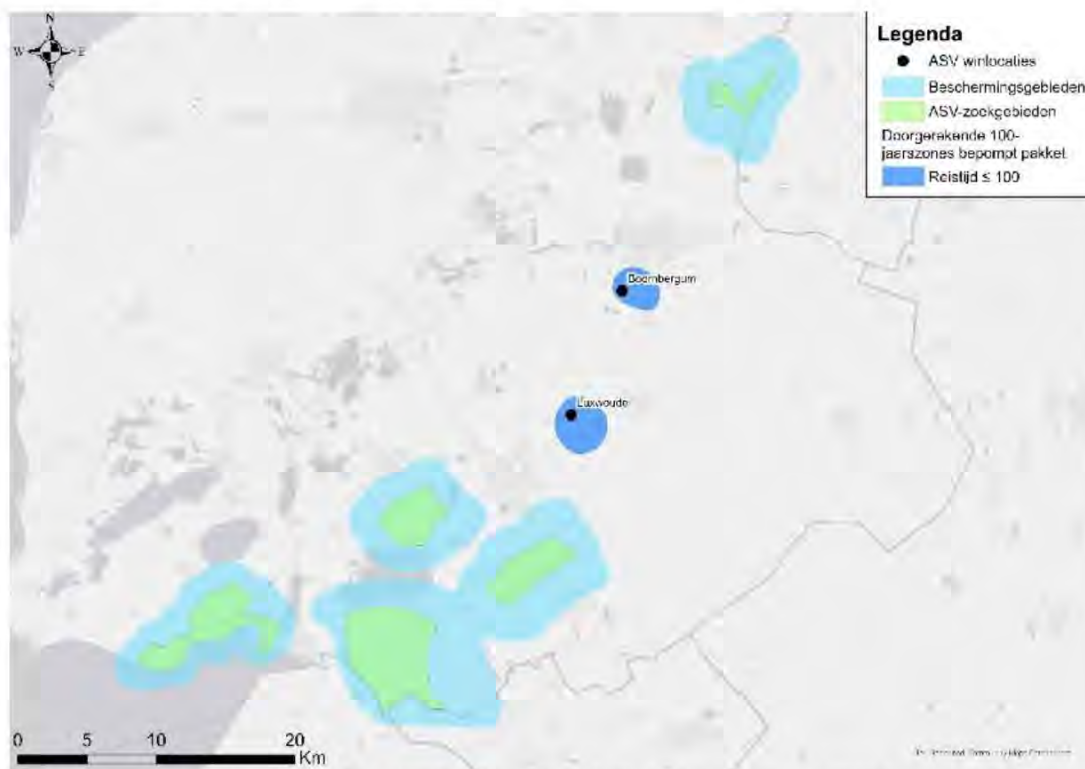 N
W E
S
Legenda
ASV winlocaties
Beschermingsgebieden
ASV-zoekgebieden
Doorgerekende 100-
jaarszones bepompt pakket
Reistijd ≤ 100
Boornbergum
Luxwoude
0 5 10 20
Km